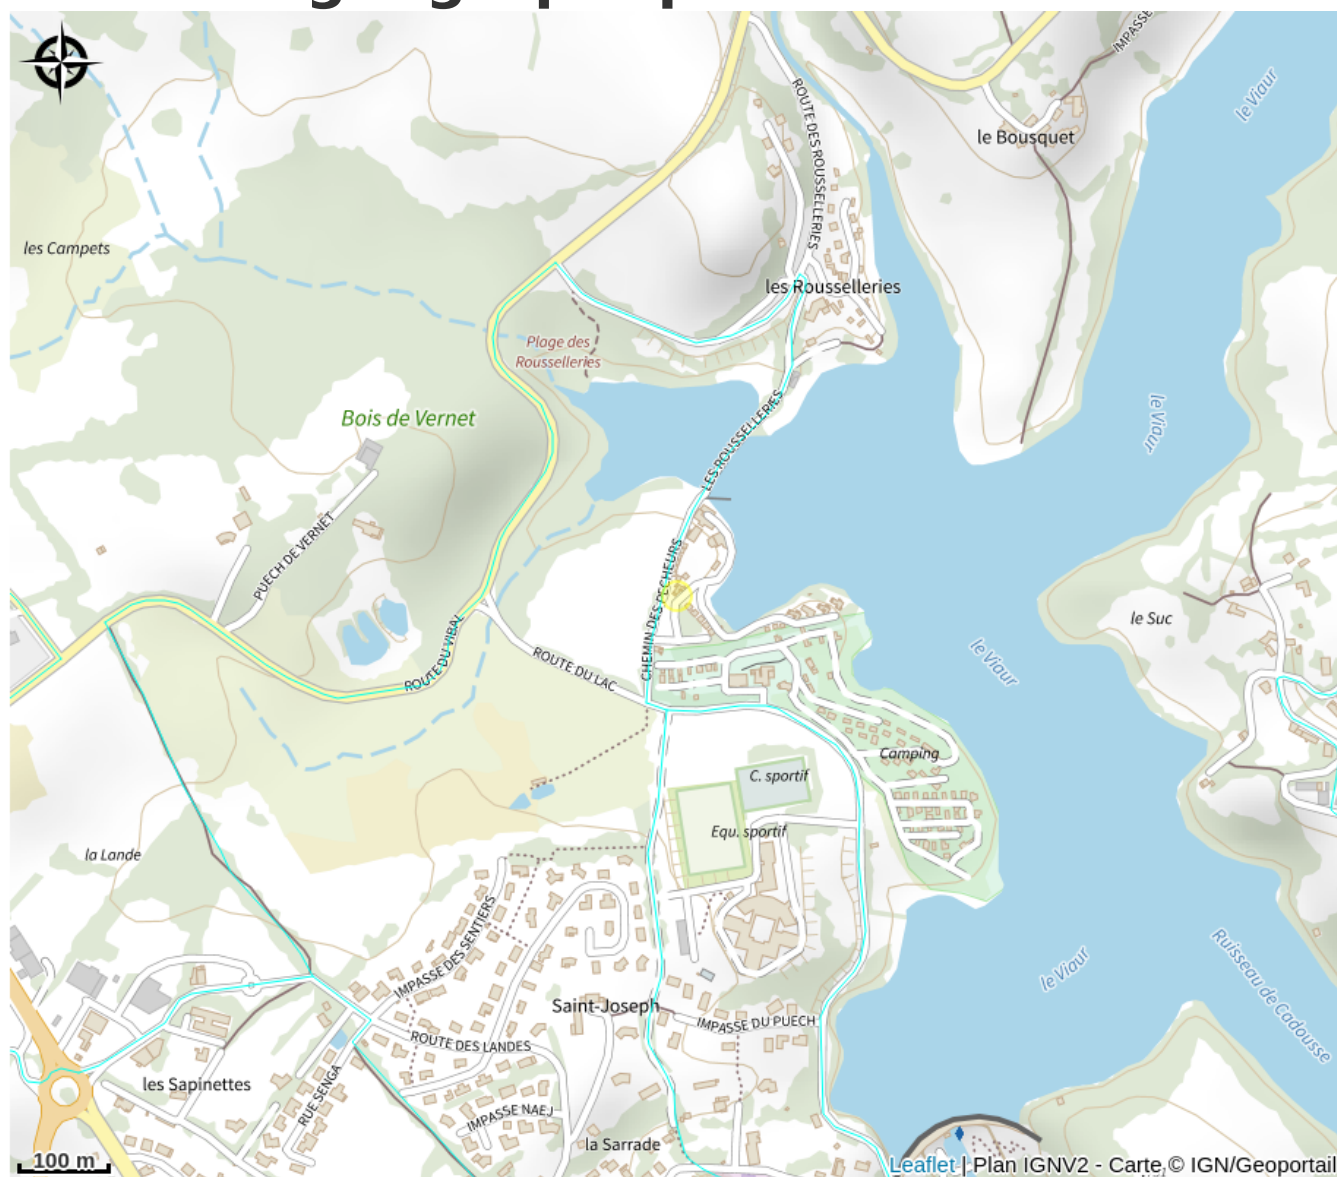 IMPASSE
le Viaur
ROUTE DES ROUSSELLERIES
le Bousquet
les Campets
les Rousselleries
Plage des
Rousselleries
Bois de Vernet
LES ROUSSELLERIES
le Viaur
PUECH DE VERNET
CHEMIN DES PECHEURS
le Suc
ROUTE DU VIBAL
ROUTE DU LAC
le Viaur
Camping
C. sportif
Equ. sportif
la Lande
IMPASSE DES SENTIERS
le Viaur
Ruisseau de Cadousse
Saint-Joseph
IMPASSE DU PUECH
ROUTE DES LANDES
les Sapinettes
RUE SENGA
IMPASSE NAEJ
la Sarrade
100 m
Leaflet | Plan IGNV2 - Carte © IGN/Geoportail